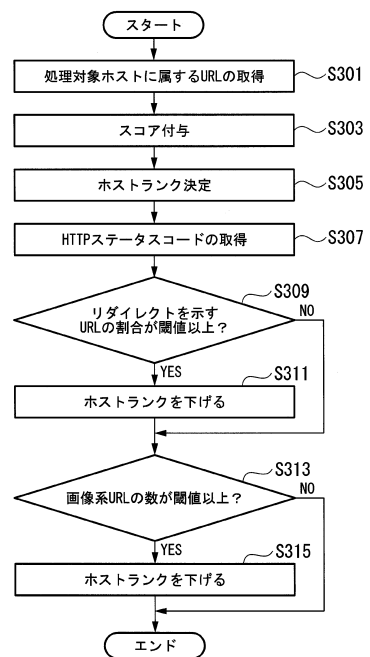 スタート
処理対象ホストに属するURLの取得
S301
スコア付与
S303
ホストランク決定
S305
HTTPステータスコードの取得
S307
S309
リダイレクトを示す
URLの割合が閾値以上？
NO
YES
S311
ホストランクを下げる
S313
画像系URLの数が閾値以上？
NO
YES
S315
ホストランクを下げる
エンド